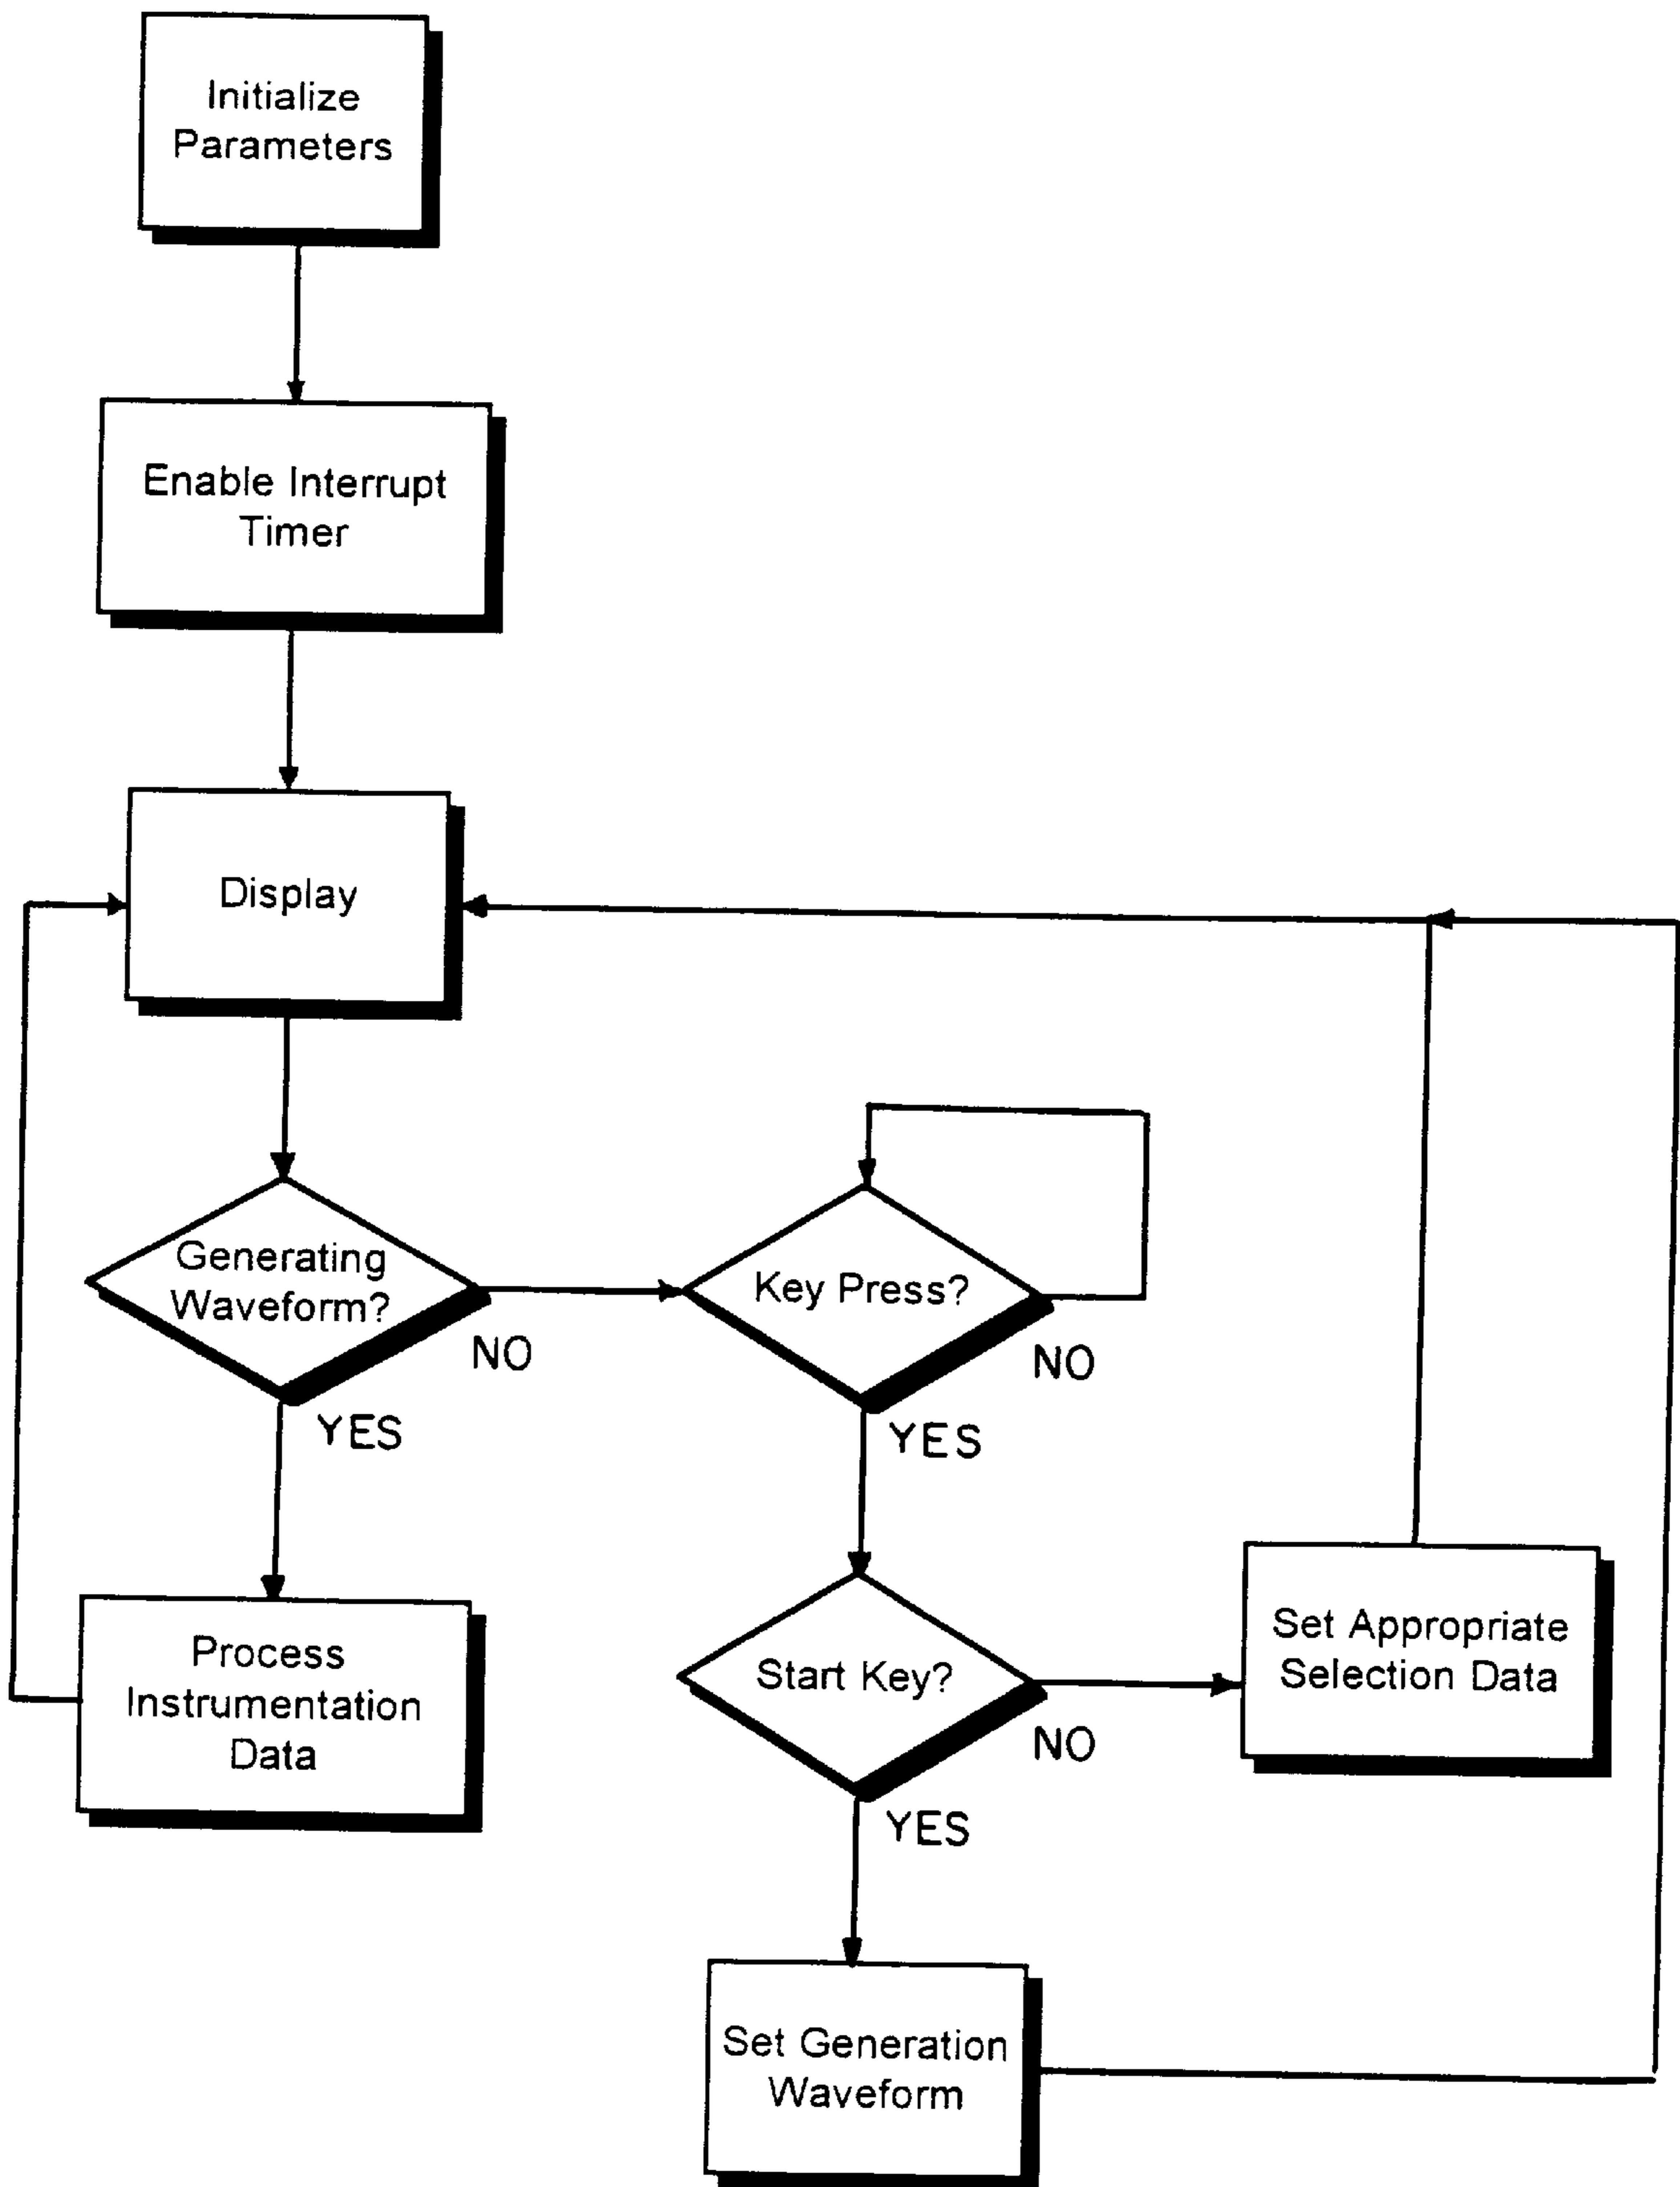 Initialize
Parameters
Enable Interrupt
Timer
Display
Generating
Waveform?
NO
YES
Key Press?
NO
YES
Process
Instrumentation
Data
Start Key?
NO
YES
Set Appropriate
Selection Data
Set Generation
Waveform